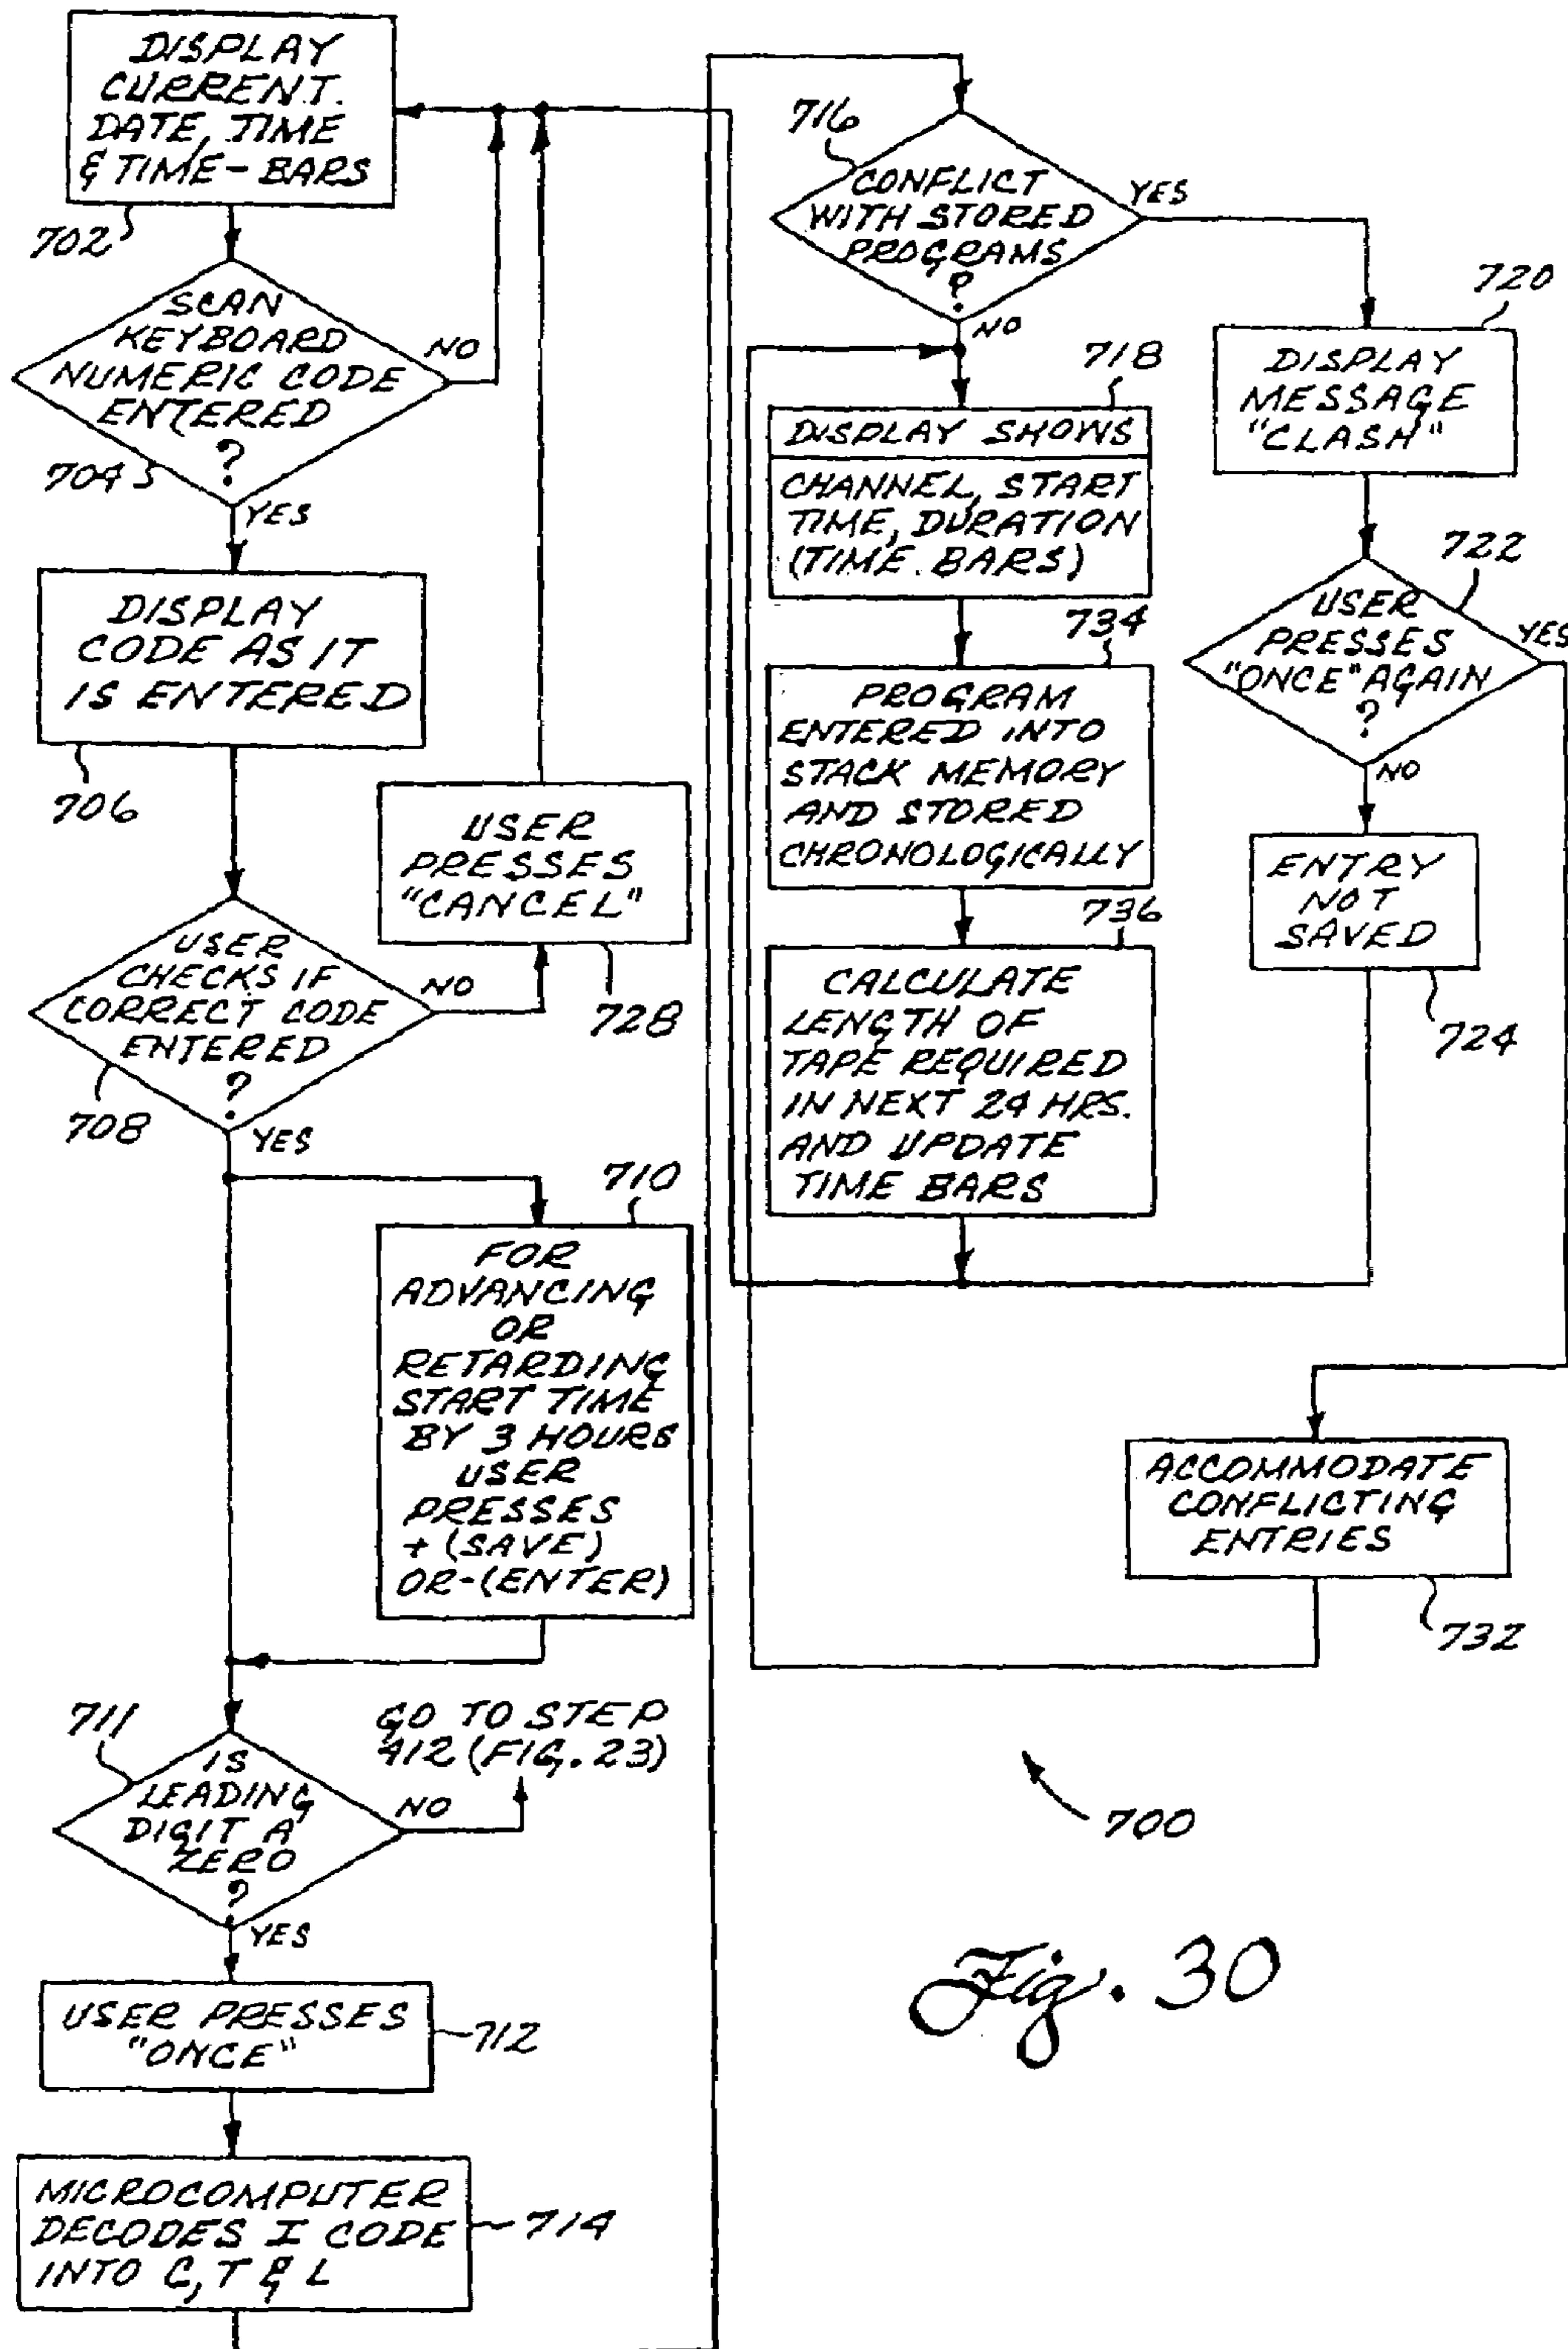 DISPLAY
CURRENT.
DATE, TIME
& TIME-BARS
702
SCAN
KEYBOARD
NUMERIC CODE
ENTERED
?
NO
704
YES
DISPLAY
CODE AS IT
IS ENTERED
706
USER
PRESSES
"CANCEL"
728
USER
CHECKS IF
CORRECT CODE
ENTERED
?
NO
708
YES
710
FOR
ADVANCING
OR
RETARDING
START TIME
BY 3 HOURS
USER
PRESSES
+ (SAVE)
OR-(ENTER)
711
IS
LEADING
DIGIT A
ZERO
?
NO
GO TO STEP
412 (FIG. 23)
YES
USER PRESSES
"ONCE"
712
MICROCOMPUTER
DECODES I CODE
INTO C, T & L
714
716
CONFLICT
WITH STORED
PROGRAMS
?
YES
NO
718
DISPLAY SHOWS
CHANNEL, START
TIME, DURATION
(TIME. BARS)
734
PROGRAM
ENTERED INTO
STACK MEMORY
AND STORED
CHRONOLOGICALLY
736
CALCULATE
LENGTH OF
TAPE REQUIRED
IN NEXT 24 HRS.
AND UPDATE
TIME BARS
720
DISPLAY
MESSAGE
"CLASH"
722
USER
PRESSES
"ONCE" AGAIN
?
YES
NO
ENTRY
NOT
SAVED
724
ACCOMMODATE
CONFLICTING
ENTRIES
732
700
Fig. 30